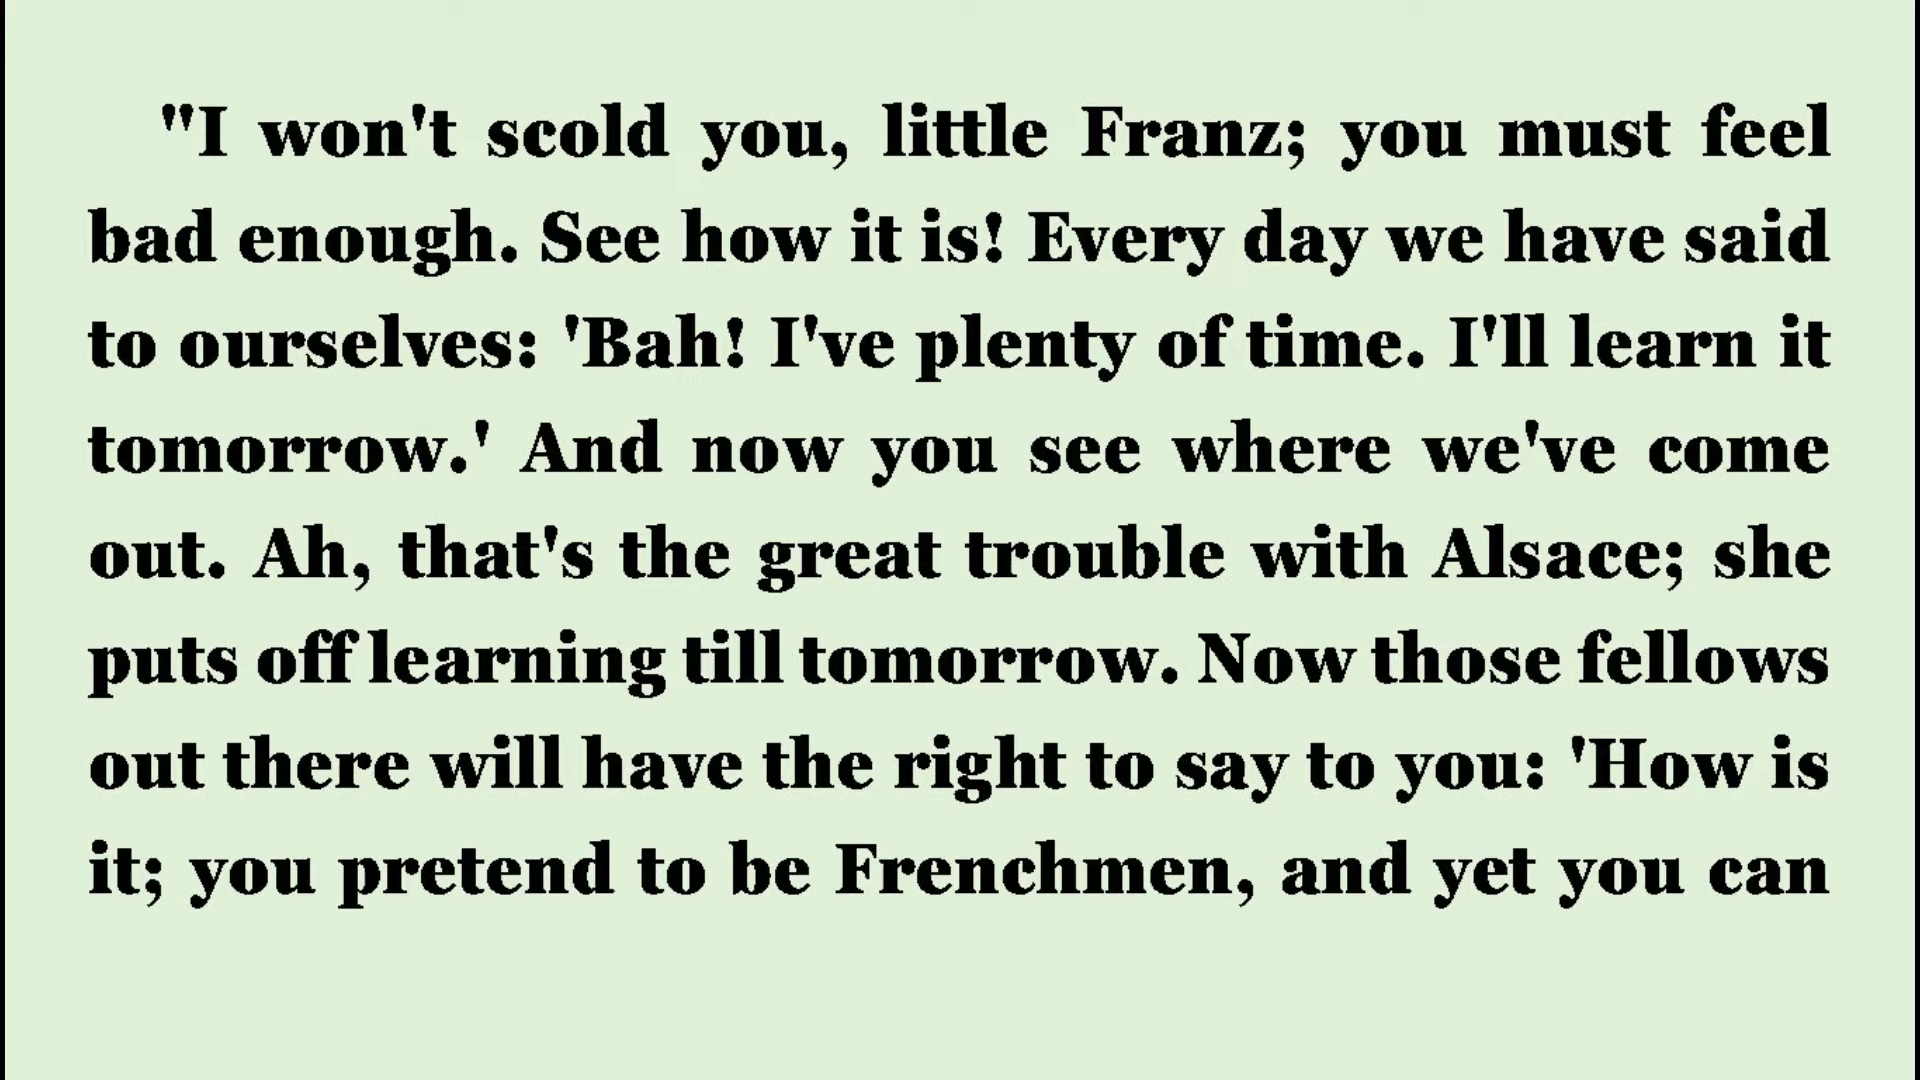 "I won't scold you, little Franz; you must feel
bad enough. See how it is! Every day we have said
to ourselves: 'Bah! I've plenty of time. I'll learn it
tomorrow.' And now you see where we've come
out. Ah, that's the great trouble with Alsace; she
puts off learning till tomorrow. Now those fellows
out there will have the right to say to you: 'How is
it; you pretend to be Frenchmen, and yet you can